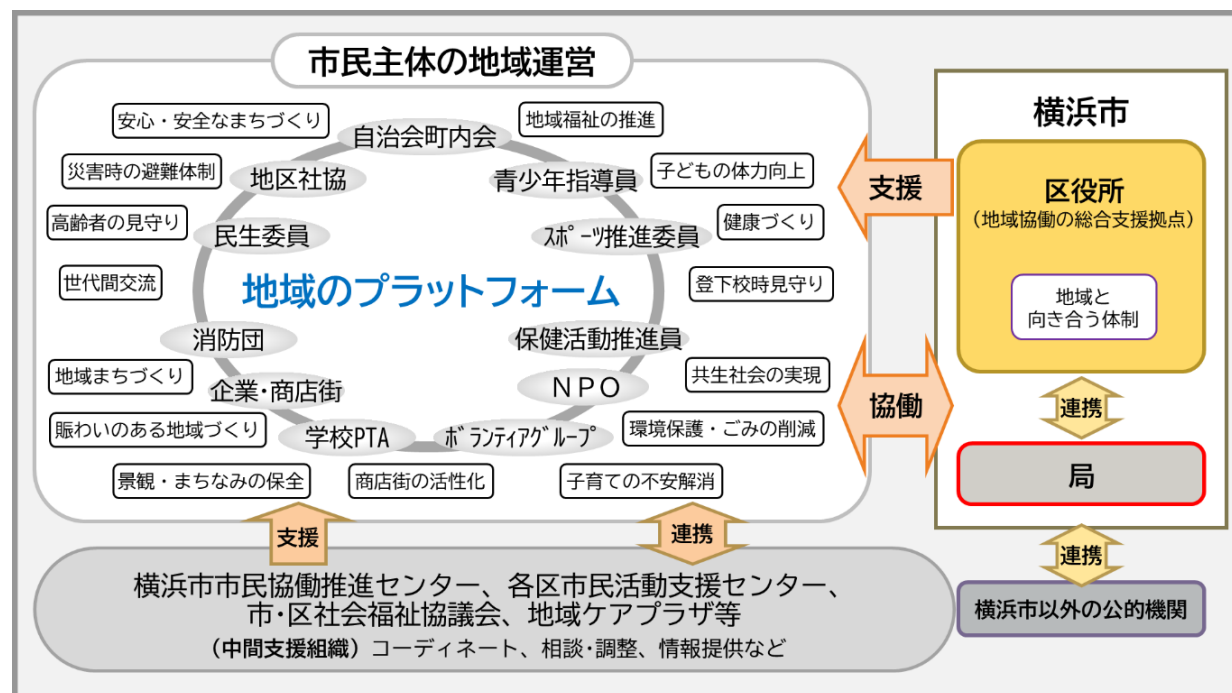 市民主体の地域運営
安心・安全なまちづくり
自治会町内会
地域福祉の推進
災害時の避難体制
地区社協
青少年指導員
子どもの体力向上
高齢者の見守り
民生委員
ｽﾎﾟｰﾂ推進委員
健康づくり
世代間交流
地域のプラットフォーム
登下校時見守り
消防団
保健活動推進員
地域まちづくり
企業・商店街
NPO
共生社会の実現
賑わいのある地域づくり
学校PTA
ﾎﾞﾗﾝﾃｨｱｸﾞﾙｰﾌﾟ
環境保護・ごみの削減
景観・まちなみの保全
商店街の活性化
子育ての不安解消
支援
協働
横浜市
区役所
（地域協働の総合支援拠点）
地域と
向き合う体制
連携
局
連携
横浜市以外の公的機関
支援
連携
横浜市市民協働推進センター、各区市民活動支援センター、
市・区社会福祉協議会、地域ケアプラザ等
（中間支援組織）コーディネート、相談・調整、情報提供など